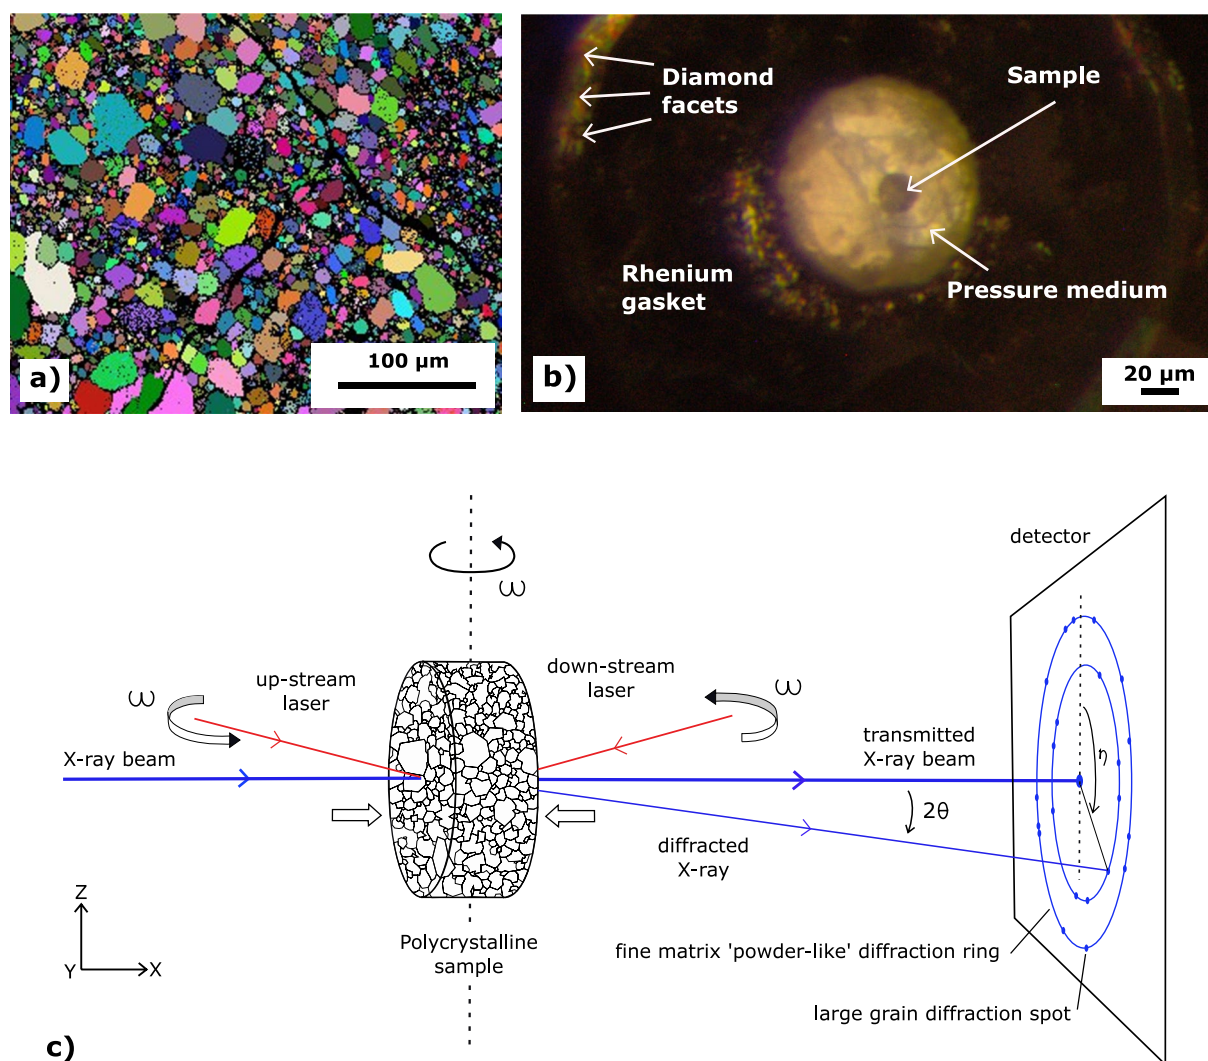 a)
100 µm
Diamond
facets
Sample
Rhenium
gasket
Pressure medium
b)
20 µm
detector
ω
up-stream
laser
down-stream
laser
ω
ω
X-ray beam
transmitted
X-ray beam
η
2θ
diffracted
X-ray
Z
Y
X
Polycrystalline
sample
fine matrix 'powder-like' diffraction ring
large grain diffraction spot
c)